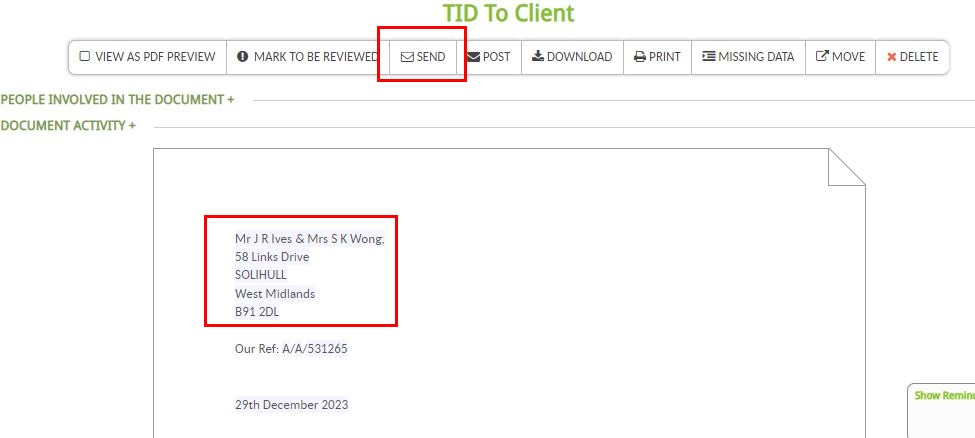 TID To Client
VIEW AS PDF PREVIEW MARK TO BE REVIEWED SEND POST DOWNLOAD PRINT MISSING DATA MOVE DELETE
PEOPLE INVOLVED IN THE DOCUMENT +
DOCUMENT ACTIVITY +
Mr J R Ives & Mrs S K Wong,
58 Links Drive
SOLIHULL
West Midlands
B91 2DL
Our Ref: A/A/531265
29th December 2023
Show Remin